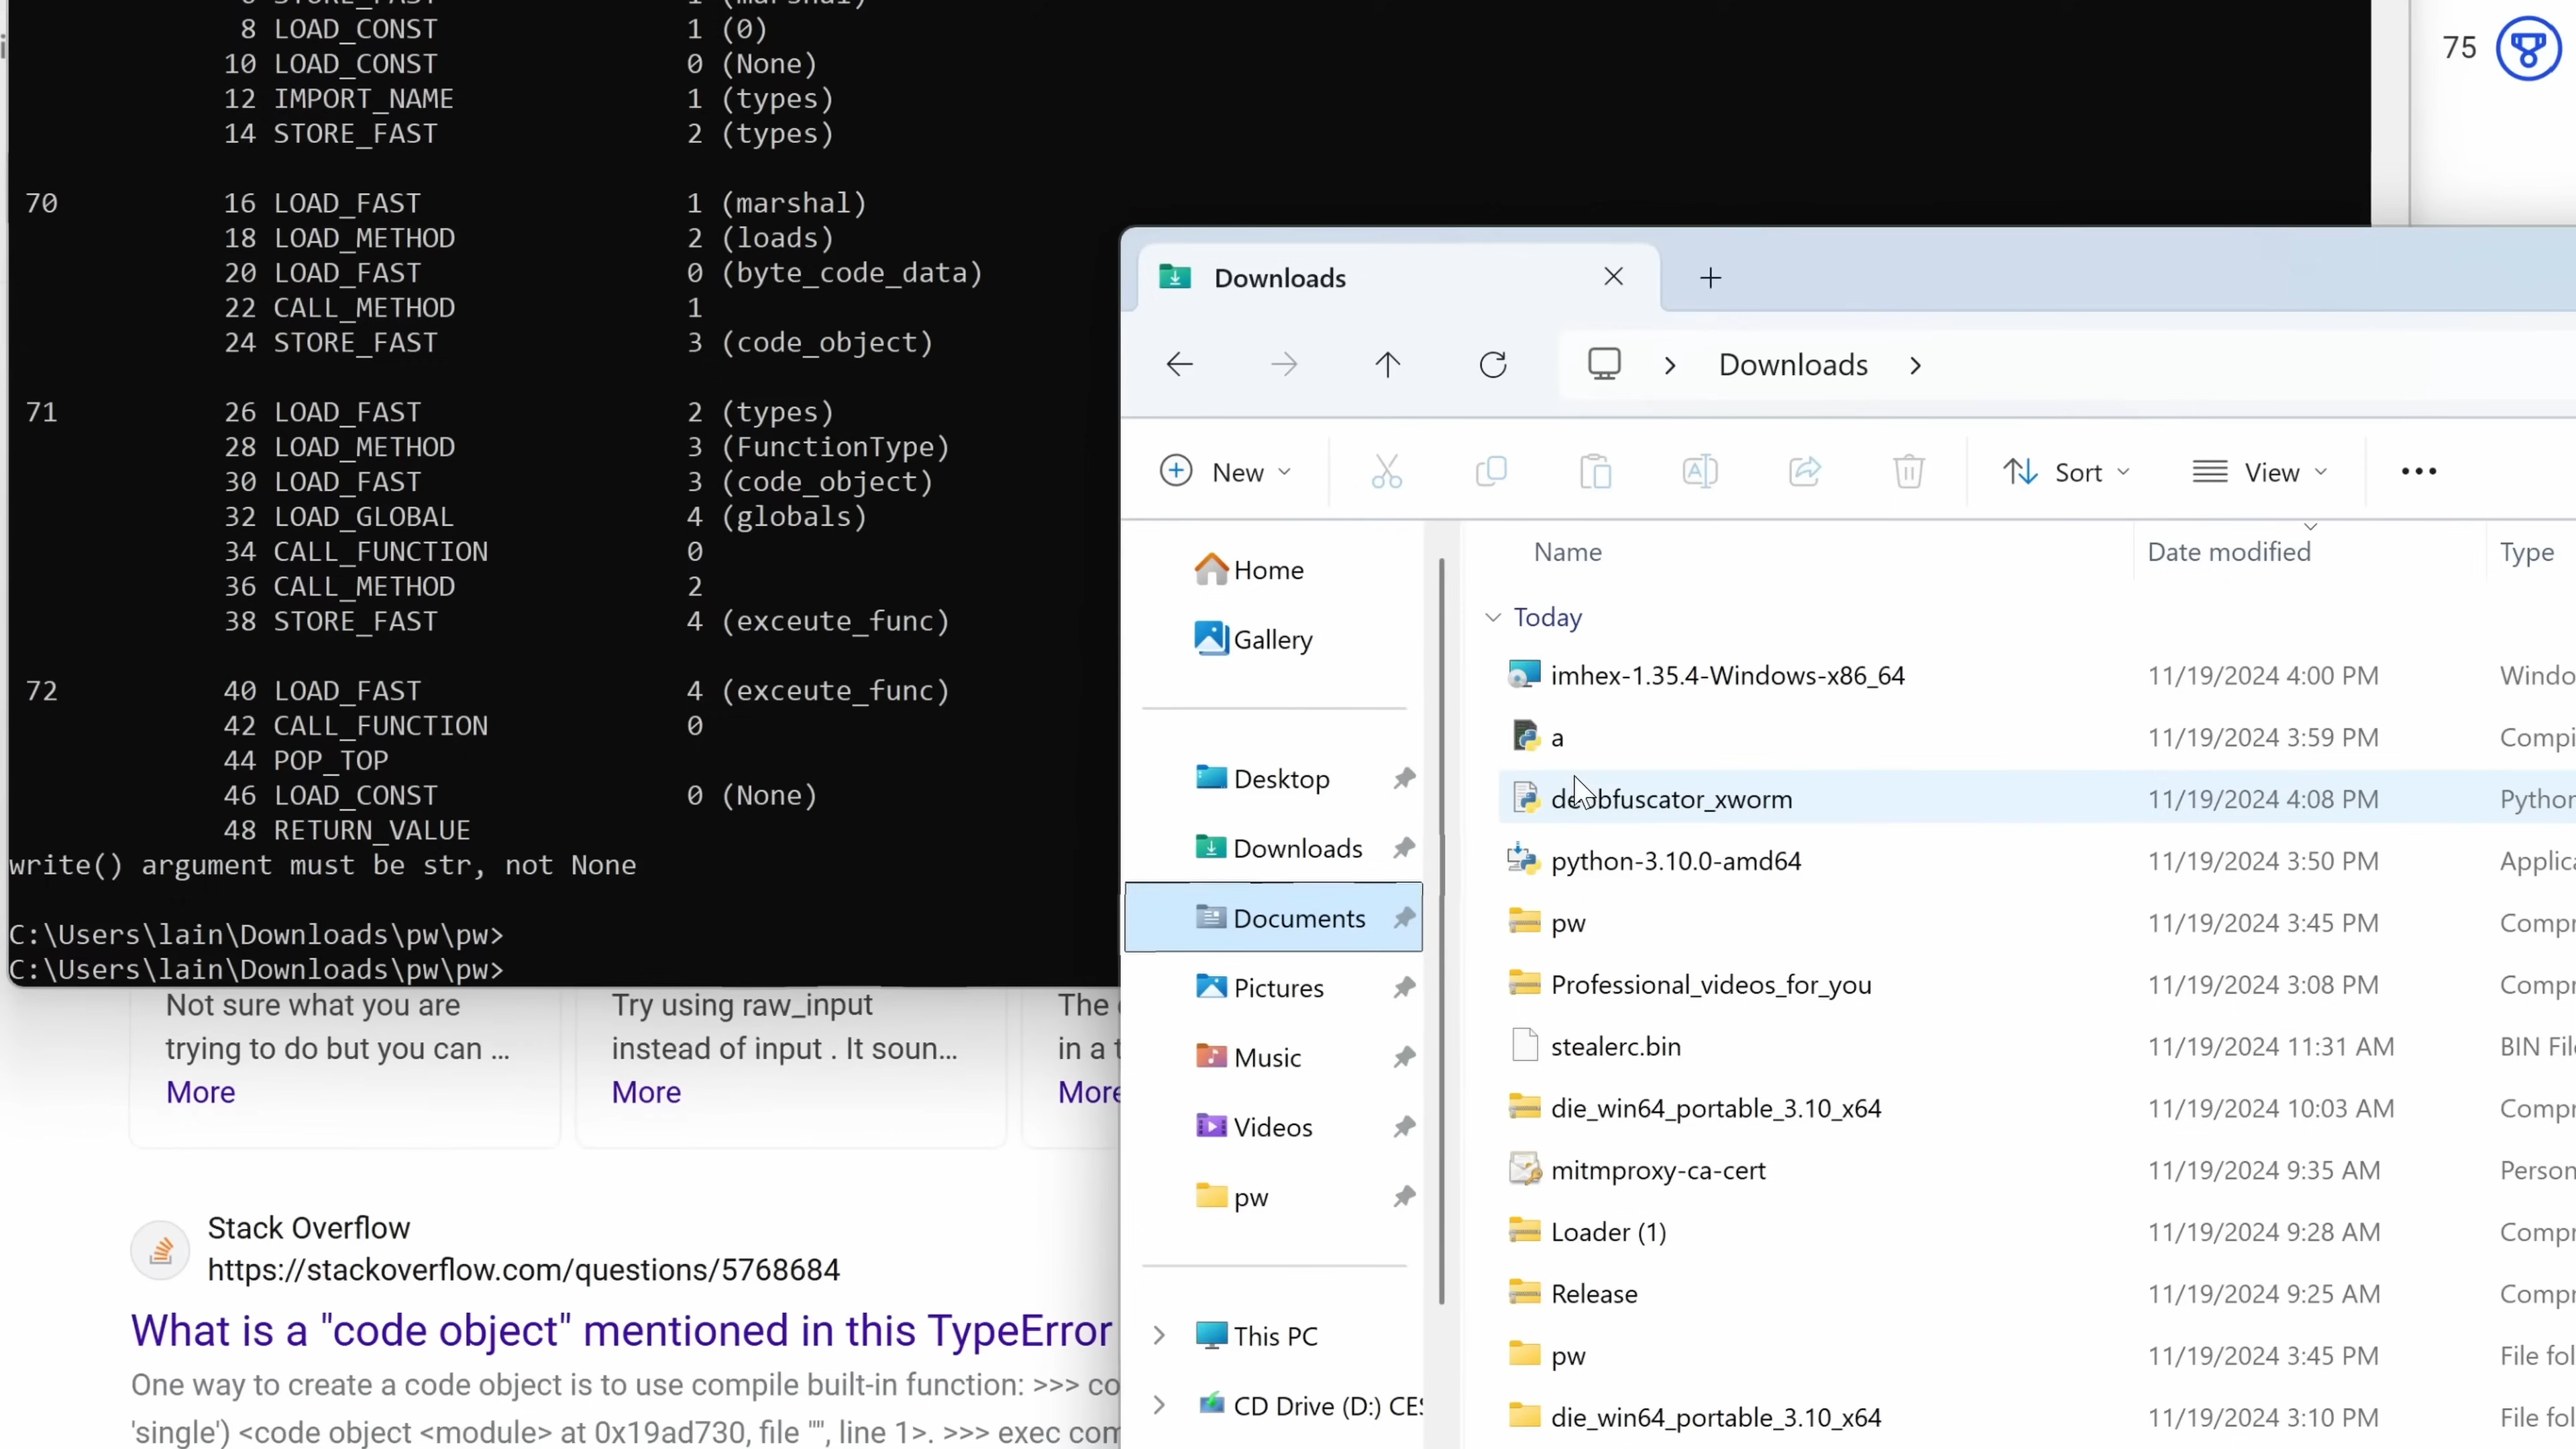 8 LOAD_CONST 1 (0)
10 LOAD_CONST 0 (None)
12 IMPORT_NAME 1 (types)
14 STORE_FAST 2 (types)
70 16 LOAD_FAST 1 (marshal)
18 LOAD_METHOD 2 (loads)
20 LOAD_FAST 0 (byte_code_data)
22 CALL_METHOD 1
24 STORE_FAST 3 (code_object)
71 26 LOAD_FAST 2 (types)
28 LOAD_METHOD 3 (FunctionType)
30 LOAD_FAST 3 (code_object)
32 LOAD_GLOBAL 4 (globals)
34 CALL_FUNCTION 0
36 CALL_METHOD 2
38 STORE_FAST 4 (exceute_func)
72 40 LOAD_FAST 4 (exceute_func)
42 CALL_FUNCTION 0
44 POP_TOP
46 LOAD_CONST 0 (None)
48 RETURN_VALUE
write() argument must be str, not None
C:\Users\lain\Downloads\pw\pw>
C:\Users\lain\Downloads\pw\pw>
75
Downloads
Downloads
New
Sort
View
Home
Gallery
Desktop
Downloads
Documents
Pictures
Music
Videos
pw
This PC
CD Drive (D:)
Name Date modified Type
Today
imhex-1.35.4-Windows-x86_64 11/19/2024 4:00 PM
a 11/19/2024 3:59 PM
deobfuscator_xworm 11/19/2024 4:08 PM
python-3.10.0-amd64 11/19/2024 3:50 PM
pw 11/19/2024 3:45 PM
Professional_videos_for_you 11/19/2024 3:08 PM
stealerc.bin 11/19/2024 11:31 AM BIN
die_win64_portable_3.10_x64 11/19/2024 10:03 AM
mitmproxy-ca-cert 11/19/2024 9:35 AM
Loader (1) 11/19/2024 9:28 AM
Release 11/19/2024 9:25 AM
pw 11/19/2024 3:45 PM File
die_win64_portable_3.10_x64 11/19/2024 3:10 PM File
Not sure what you are
trying to do but you can ...
More
Try using raw_input
instead of input . It soun...
More
The
in a
More
Stack Overflow
https://stackoverflow.com/questions/5768684
What is a "code object" mentioned in this TypeError
One way to create a code object is to use compile built-in function: >>>
'single') <code object <module> at 0x19ad730, file "", line 1>. >>> exec